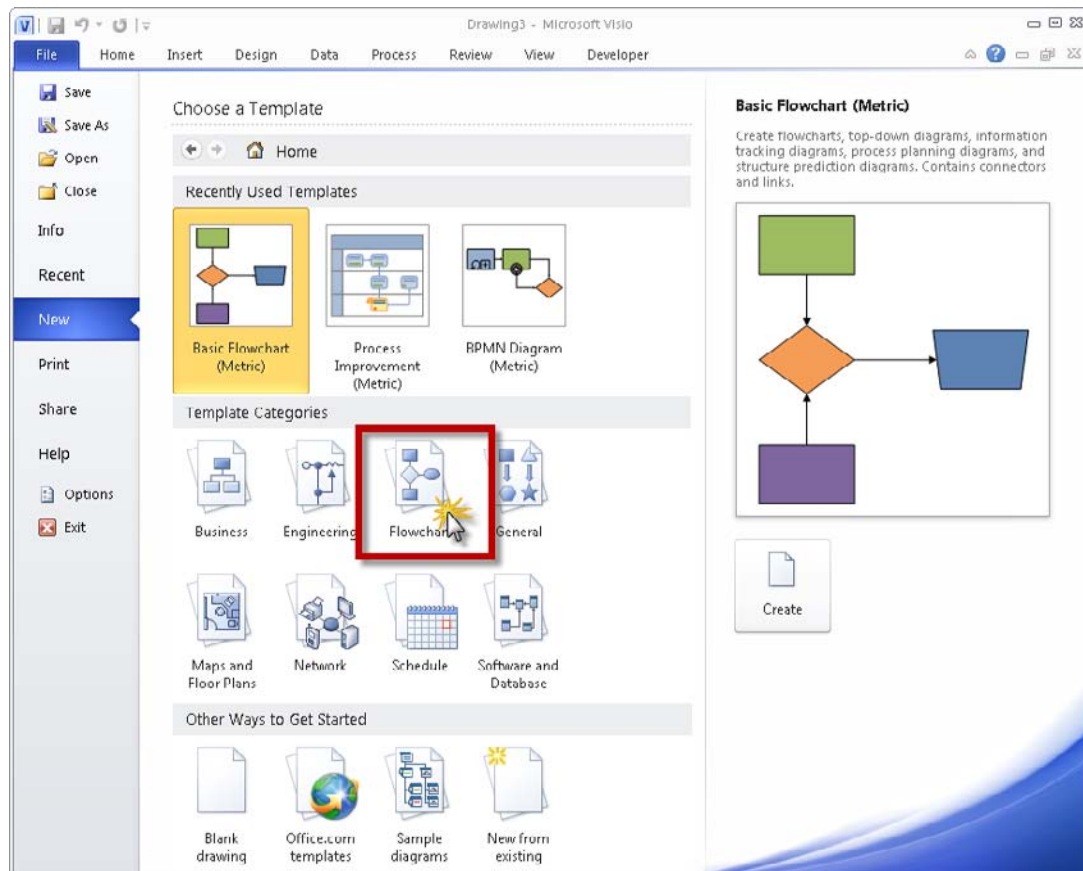 Drawing3 - Microsoft Visio
File Home Insert Design Data Process Review View Developer
Save
Save As
Open
Close
Info
Recent
New
Print
Share
Help
Options
Exit
Choose a Template
Home
Recently Used Templates
Basic Flowchart
(Metric)
Process
Improvement
(Metric)
BPMN Diagram
(Metric)
Template Categories
Business
Engineering
Flowchar
General
Maps and
Floor Plans
Network
Schedule
Software and
Database
Other Ways to Get Started
Blank
drawing
Office.com
templates
Sample
diagrams
New from
existing
Basic Flowchart (Metric)
Create flowcharts, top-down diagrams, information
tracking diagrams, process planning diagrams, and
structure prediction diagrams. Contains connectors
and links.
Create